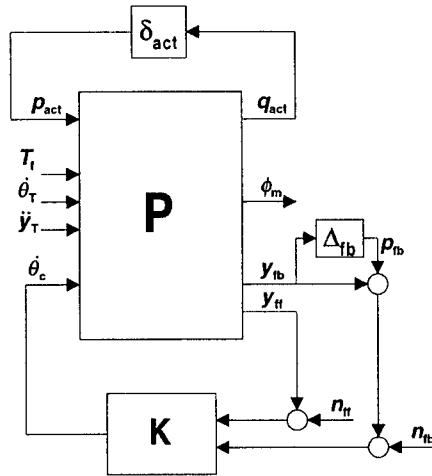 δact
pact
qact
Tf
θ̇T
ÿT
P
ϕm
Δfb
pfb
θ̇c
yfb
yff
K
nff
nfb